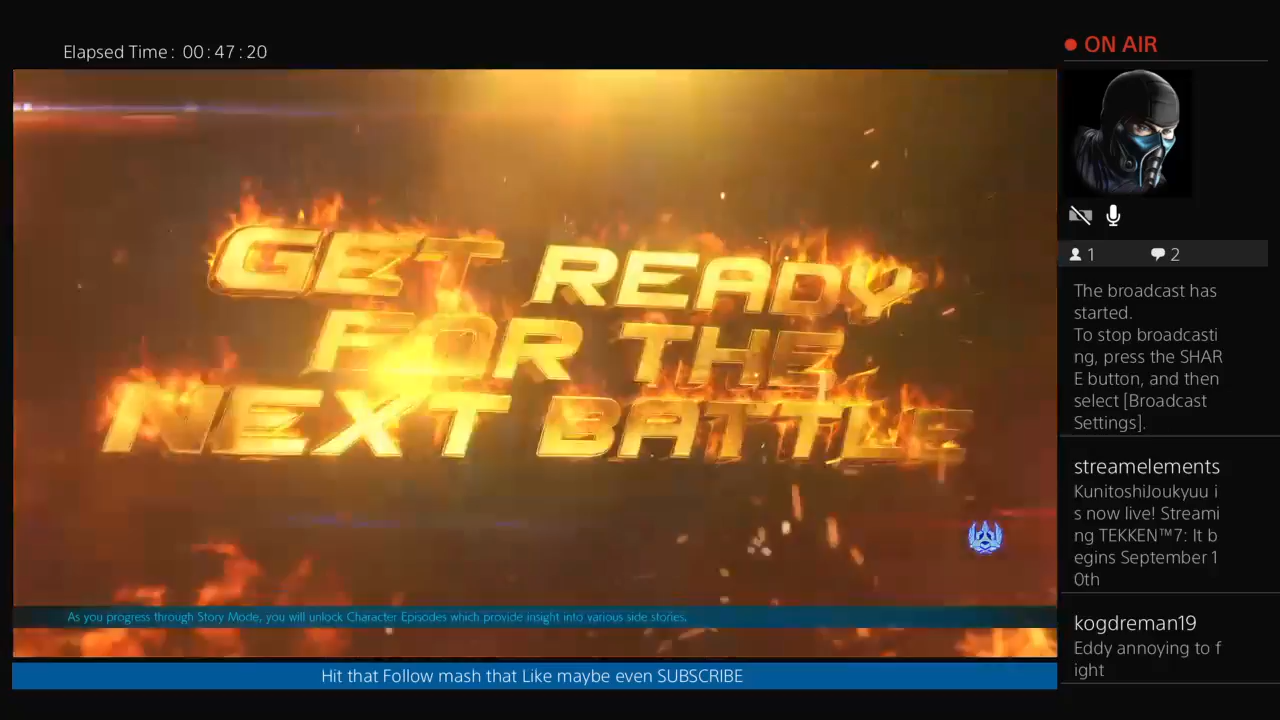 Elapsed Time: 00:47:20
ON AIR
GET READY
FOR THE
NEXT BATTLE
As you progress through Story Mode, you will unlock Character Episodes which provide insight into various side stories.
Hit that Follow mash that Like maybe even SUBSCRIBE
1 2
The broadcast has
started.
To stop broadcasti
ng, press the SHAR
E button, and then
select [Broadcast
Settings].
streamelements
KunitoshiJoukyuu i
s now live! Streami
ng TEKKEN™7: It b
egins September 1
0th
kogdreman19
Eddy annoying to f
ight